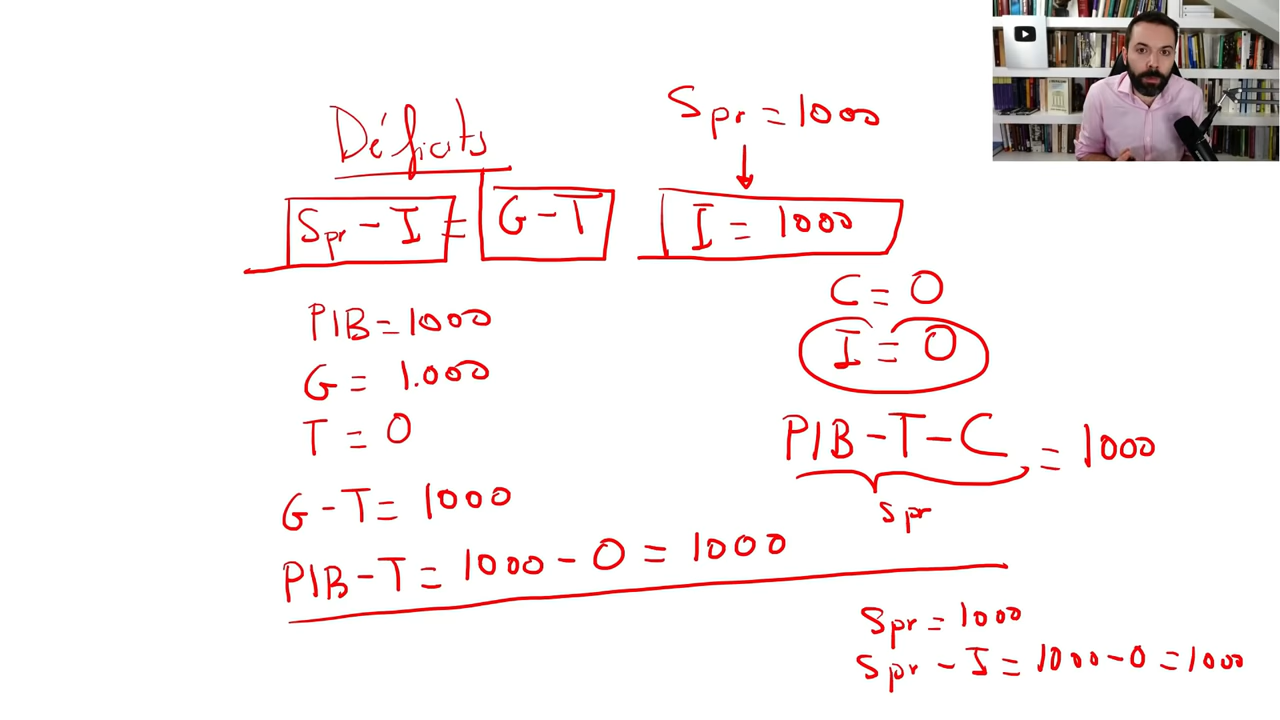 Déficits
Spr - I = G - T
PIB = 1000
G = 1.000
T = 0
G - T = 1000
PIB - T = 1000 - 0 = 1000
Spr = 1000
I = 1000
C = 0
I = 0
PIB - T - C = 1000
Spr
Spr = 1000
Spr - I = 1000 - 0 = 1000